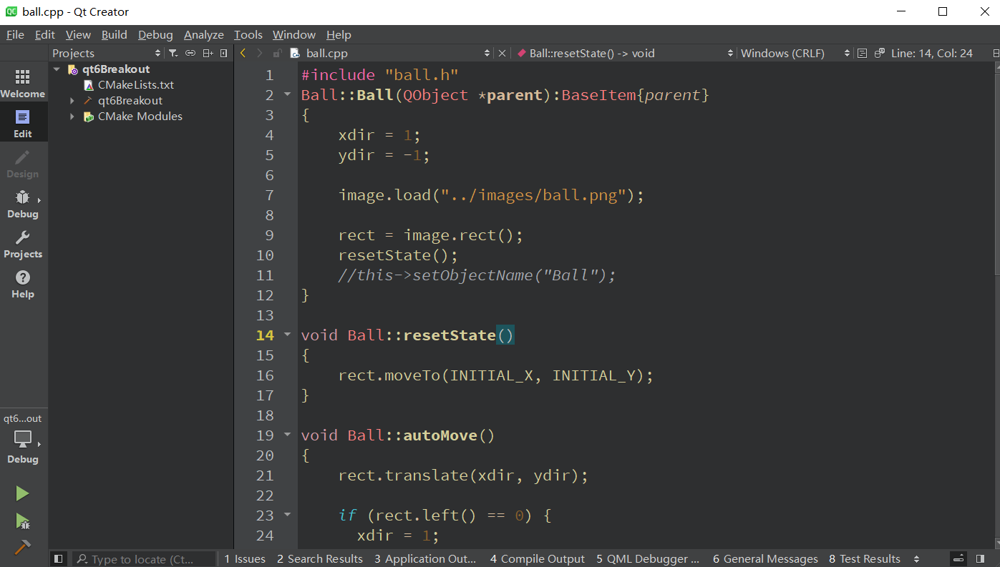 ball.cpp - Qt Creator
File Edit View Build Debug Analyze Tools Window Help
Projects
ball.cpp
Ball::resetState() -> void
Windows (CRLF)
Line: 14, Col: 24
Welcome
Edit
Design
Debug
Projects
Help
qt6...out
Debug
qt6Breakout
CMakeLists.txt
qt6Breakout
CMake Modules
1 #include "ball.h"
2 Ball::Ball(QObject *parent):BaseItem{parent}
3 {
4 xdir = 1;
5 ydir = -1;
6
7 image.load("../images/ball.png");
8
9 rect = image.rect();
10 resetState();
11 //this->setObjectName("Ball");
12 }
13
14 void Ball::resetState()
15 {
16 rect.moveTo(INITIAL_X, INITIAL_Y);
17 }
18
19 void Ball::autoMove()
20 {
21 rect.translate(xdir, ydir);
22
23 if (rect.left() == 0) {
24 xdir = 1;
Type to locate (Ct...
1 Issues 2 Search Results 3 Application Out... 4 Compile Output 5 QML Debugger ... 6 General Messages 8 Test Results